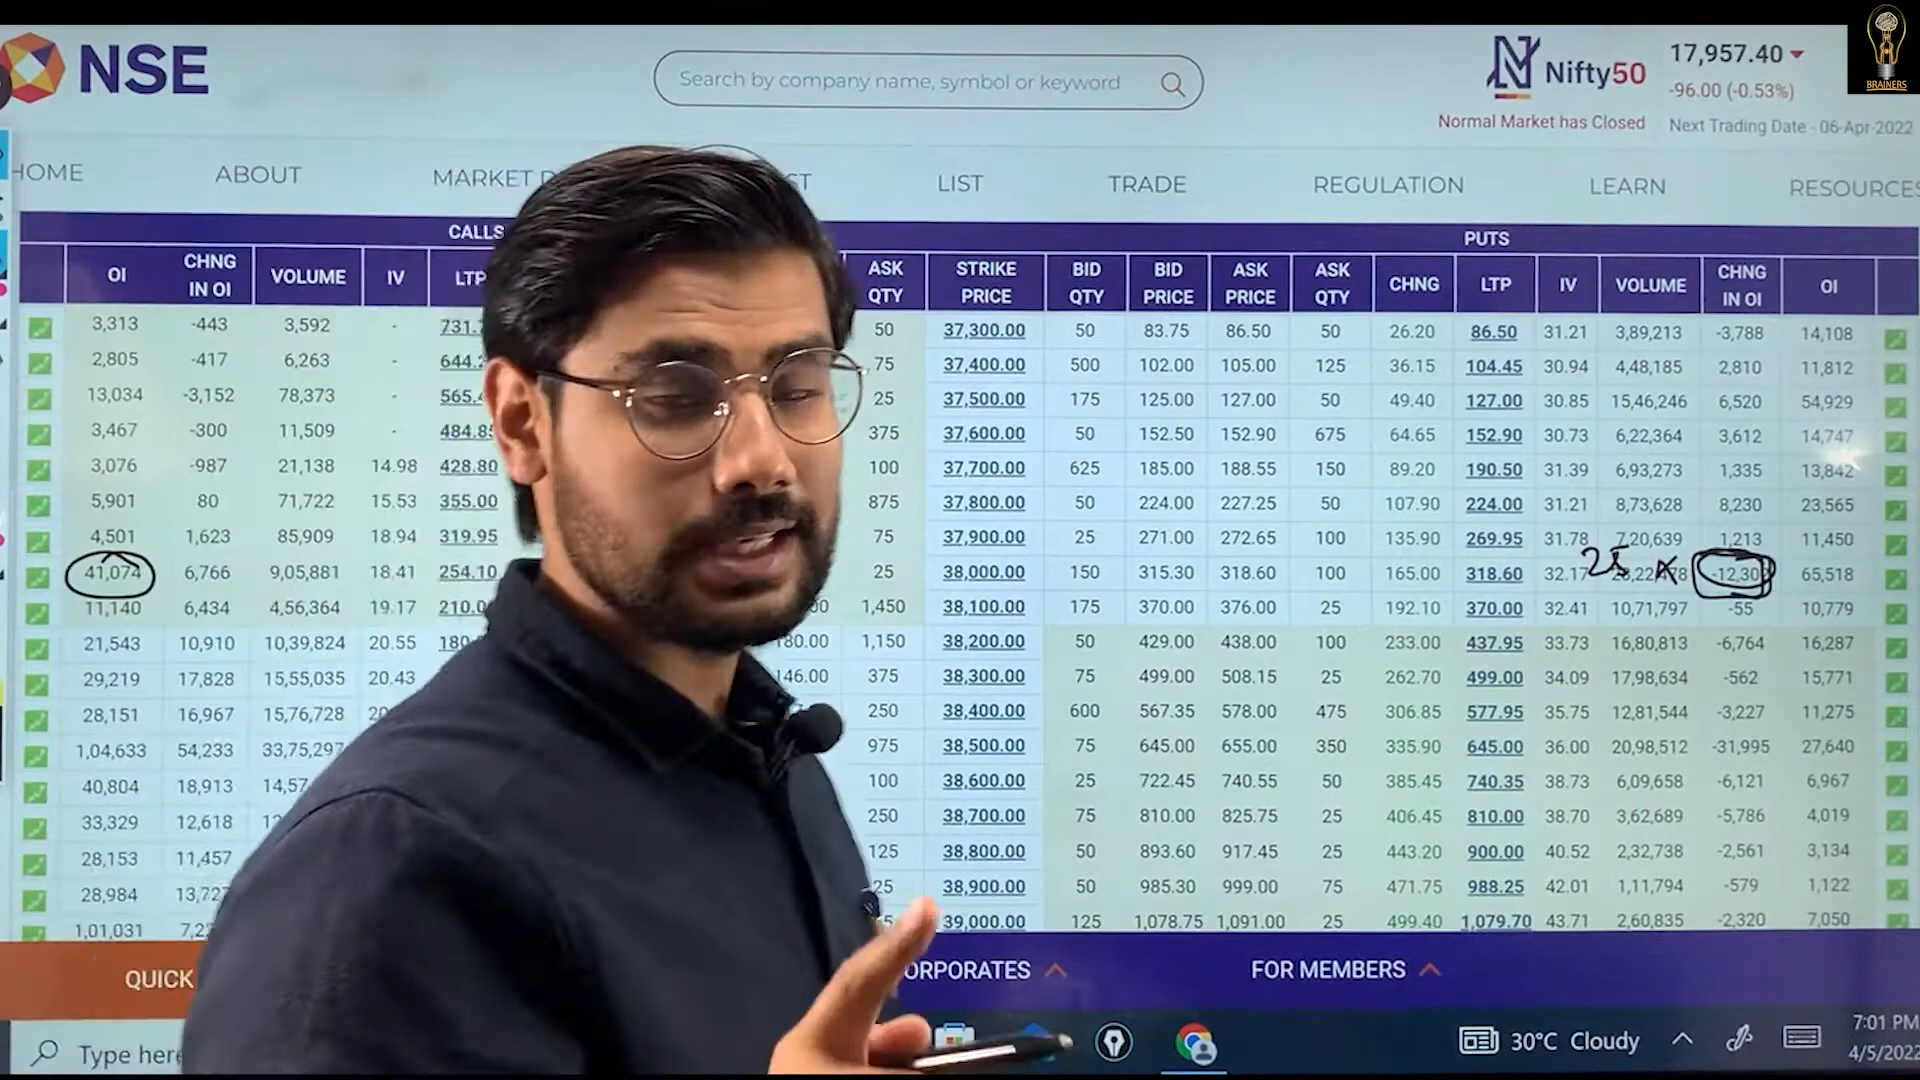 NSE
Search by company name, symbol or keyword
Nifty50
17,957.40
-96.00 (-0.53%)
Normal Market has Closed
Next Trading Date - 06-Apr-2022
BRAINERS
HOME ABOUT MARKET LIST TRADE REGULATION LEARN RESOURCES
CALLS PUTS
OI CHNG IN OI VOLUME IV LTP ASK QTY STRIKE PRICE BID QTY BID PRICE ASK PRICE ASK QTY CHNG LTP IV VOLUME CHNG IN OI OI
3,313 -443 3,592 - 50 37,300.00 50 83.75 86.50 50 26.20 86.50 31.21 3,89,213 -3,788 14,108
2,805 -417 6,263 - 75 37,400.00 500 102.00 105.00 125 36.15 104.45 30.94 4,48,185 2,810 11,812
13,034 -3,152 78,373 - 25 37,500.00 175 125.00 127.00 50 49.40 127.00 30.85 15,46,246 6,520 54,929
3,467 -300 11,509 - 484.85 375 37,600.00 50 152.50 152.90 675 64.65 152.90 30.73 6,22,364 3,612 14,747
3,076 -987 21,138 14.98 428.80 100 37,700.00 625 185.00 188.55 150 89.20 190.50 31.39 6,93,273 1,335 13,842
5,901 80 71,722 15.53 355.00 875 37,800.00 50 224.00 227.25 50 107.90 224.00 31.21 8,73,628 8,230 23,565
4,501 1,623 85,909 18.94 319.95 75 37,900.00 25 271.00 272.65 100 135.90 269.95 31.78 7,20,639 1,213 11,450
41,074 6,766 9,05,881 18.41 254.10 25 38,000.00 150 315.30 318.60 100 165.00 318.60 32.17 25 x 65,518
11,140 6,434 4,56,364 19.17 1,450 38,100.00 175 370.00 376.00 25 192.10 370.00 32.41 10,71,797 -55 10,779
21,543 10,910 10,39,824 20.55 180.00 1,150 38,200.00 50 429.00 438.00 100 233.00 437.95 33.73 16,80,813 -6,764 16,287
29,219 17,828 15,55,035 20.43 146.00 375 38,300.00 75 499.00 508.15 25 262.70 499.00 34.09 17,98,634 -562 15,771
28,151 16,967 15,76,728 250 38,400.00 600 567.35 578.00 475 306.85 577.95 35.75 12,81,544 -3,227 11,275
1,04,633 54,233 33,75,297 975 38,500.00 75 645.00 655.00 350 335.90 645.00 36.00 20,98,512 -31,995 27,640
40,804 18,913 100 38,600.00 25 722.45 740.55 50 385.45 740.35 38.73 6,09,658 -6,121 6,967
33,329 12,618 250 38,700.00 75 810.00 825.75 25 406.45 810.00 38.70 3,62,689 -5,786 4,019
28,153 11,457 125 38,800.00 50 893.60 917.45 25 443.20 900.00 40.52 2,32,738 -2,561 3,134
28,984 38,900.00 50 985.30 999.00 75 471.75 988.25 42.01 1,11,794 -579 1,122
1,01,031 39,000.00 125 1,078.75 1,091.00 25 499.40 1,079.70 43.71 2,60,835 -2,320 7,050
QUICK CORPORATES FOR MEMBERS
Type here 30°C Cloudy 7:01 PM
4/5/2022